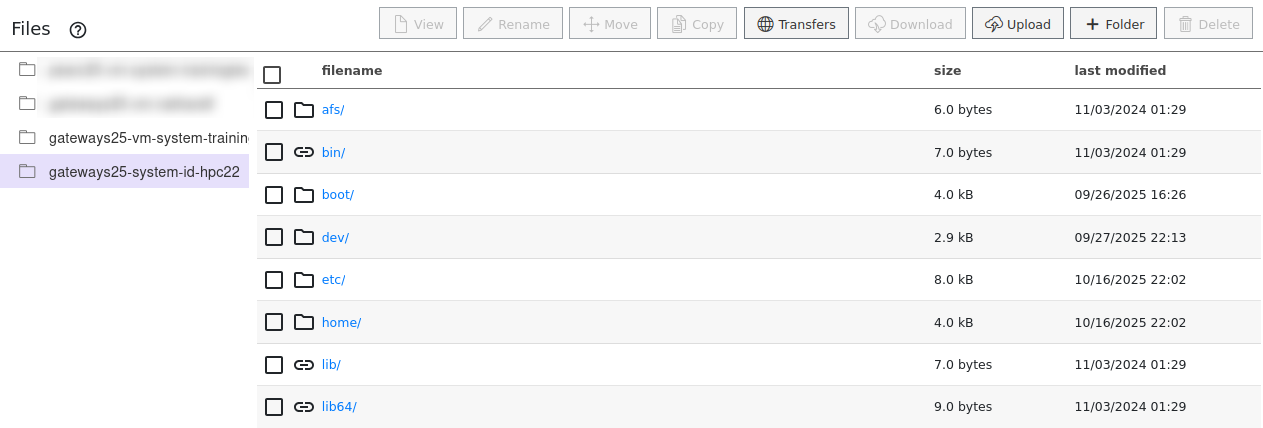 Files
View Rename Move Copy Transfers Download Upload Folder Delete
gateways25-vm-system-training
gateways25-system-id-hpc22
filename size last modified
afs/ 6.0 bytes 11/03/2024 01:29
bin/ 7.0 bytes 11/03/2024 01:29
boot/ 4.0 kB 09/26/2025 16:26
dev/ 2.9 kB 09/27/2025 22:13
etc/ 8.0 kB 10/16/2025 22:02
home/ 4.0 kB 10/16/2025 22:02
lib/ 7.0 bytes 11/03/2024 01:29
lib64/ 9.0 bytes 11/03/2024 01:29